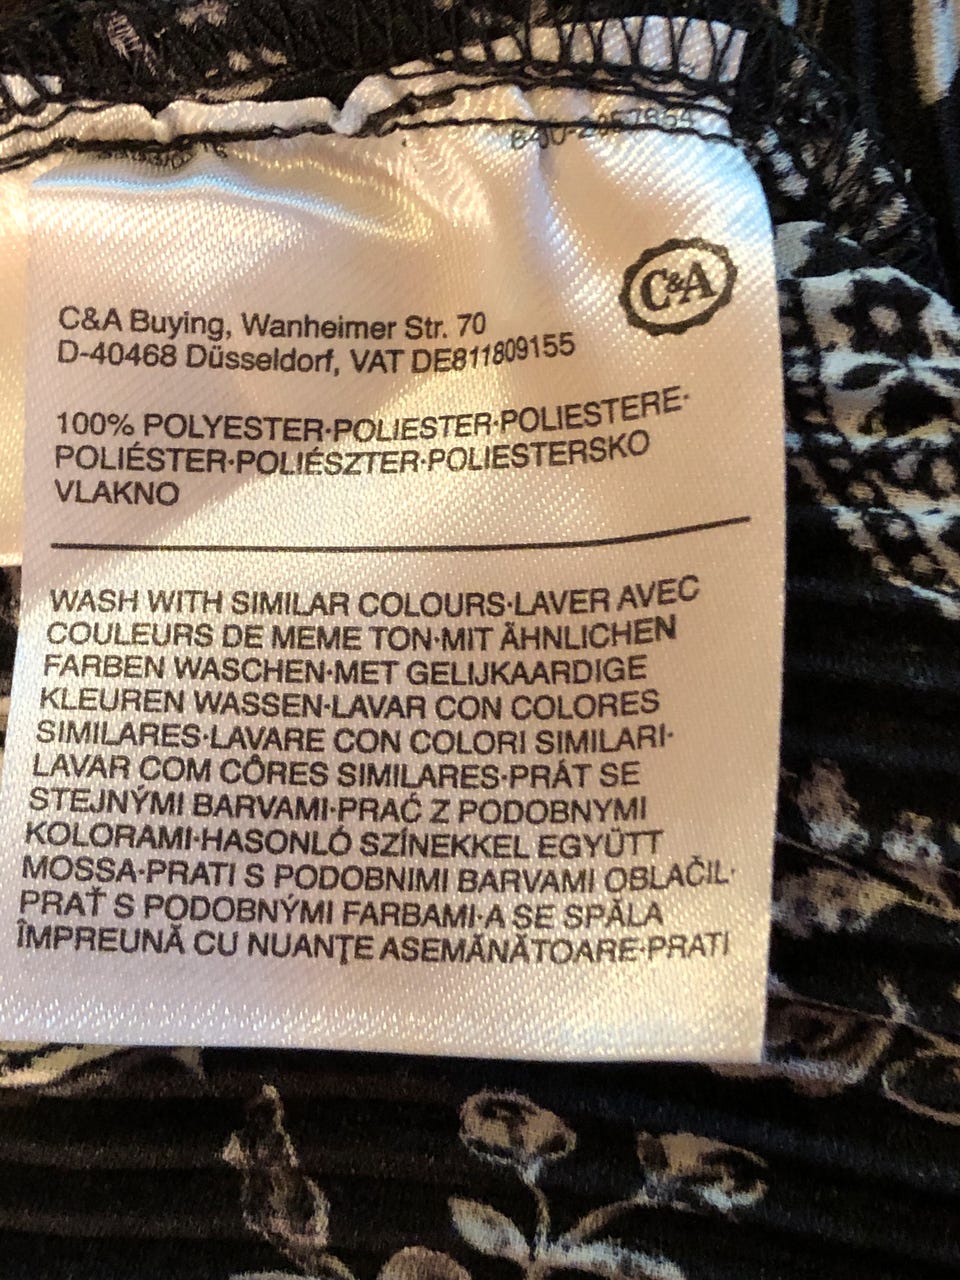 C&A
C&A Buying, Wanheimer Str. 70
D-40468 Düsseldorf, VAT DE811809155
100% POLYESTER·POLIESTER·POLIESTERE·
POLIÉSTER·POLIÉSZTER·POLIESTERSKO
VLAKNO
WASH WITH SIMILAR COLOURS·LAVER AVEC
COULEURS DE MEME TON·MIT ÄHNLICHEN
FARBEN WASCHEN·MET GELIJKAARDIGE
KLEUREN WASSEN·LAVAR CON COLORES
SIMILARES·LAVARE CON COLORI SIMILARI·
LAVAR COM CÔRES SIMILARES·PRÁT SE
STEJNÝMI BARVAMI·PRAĆ Z PODOBNYMI
KOLORAMI·HASONLÓ SZÍNEKKEL EGYÜTT
MOSSA·PRATI S PODOBNIMI BARVAMI OBLAČIL·
PRAŤ S PODOBNÝMI FARBAMI·A SE SPĂLA
ÎMPREUNĂ CU NUANŢE ASEMĂNĂTOARE·PRATI